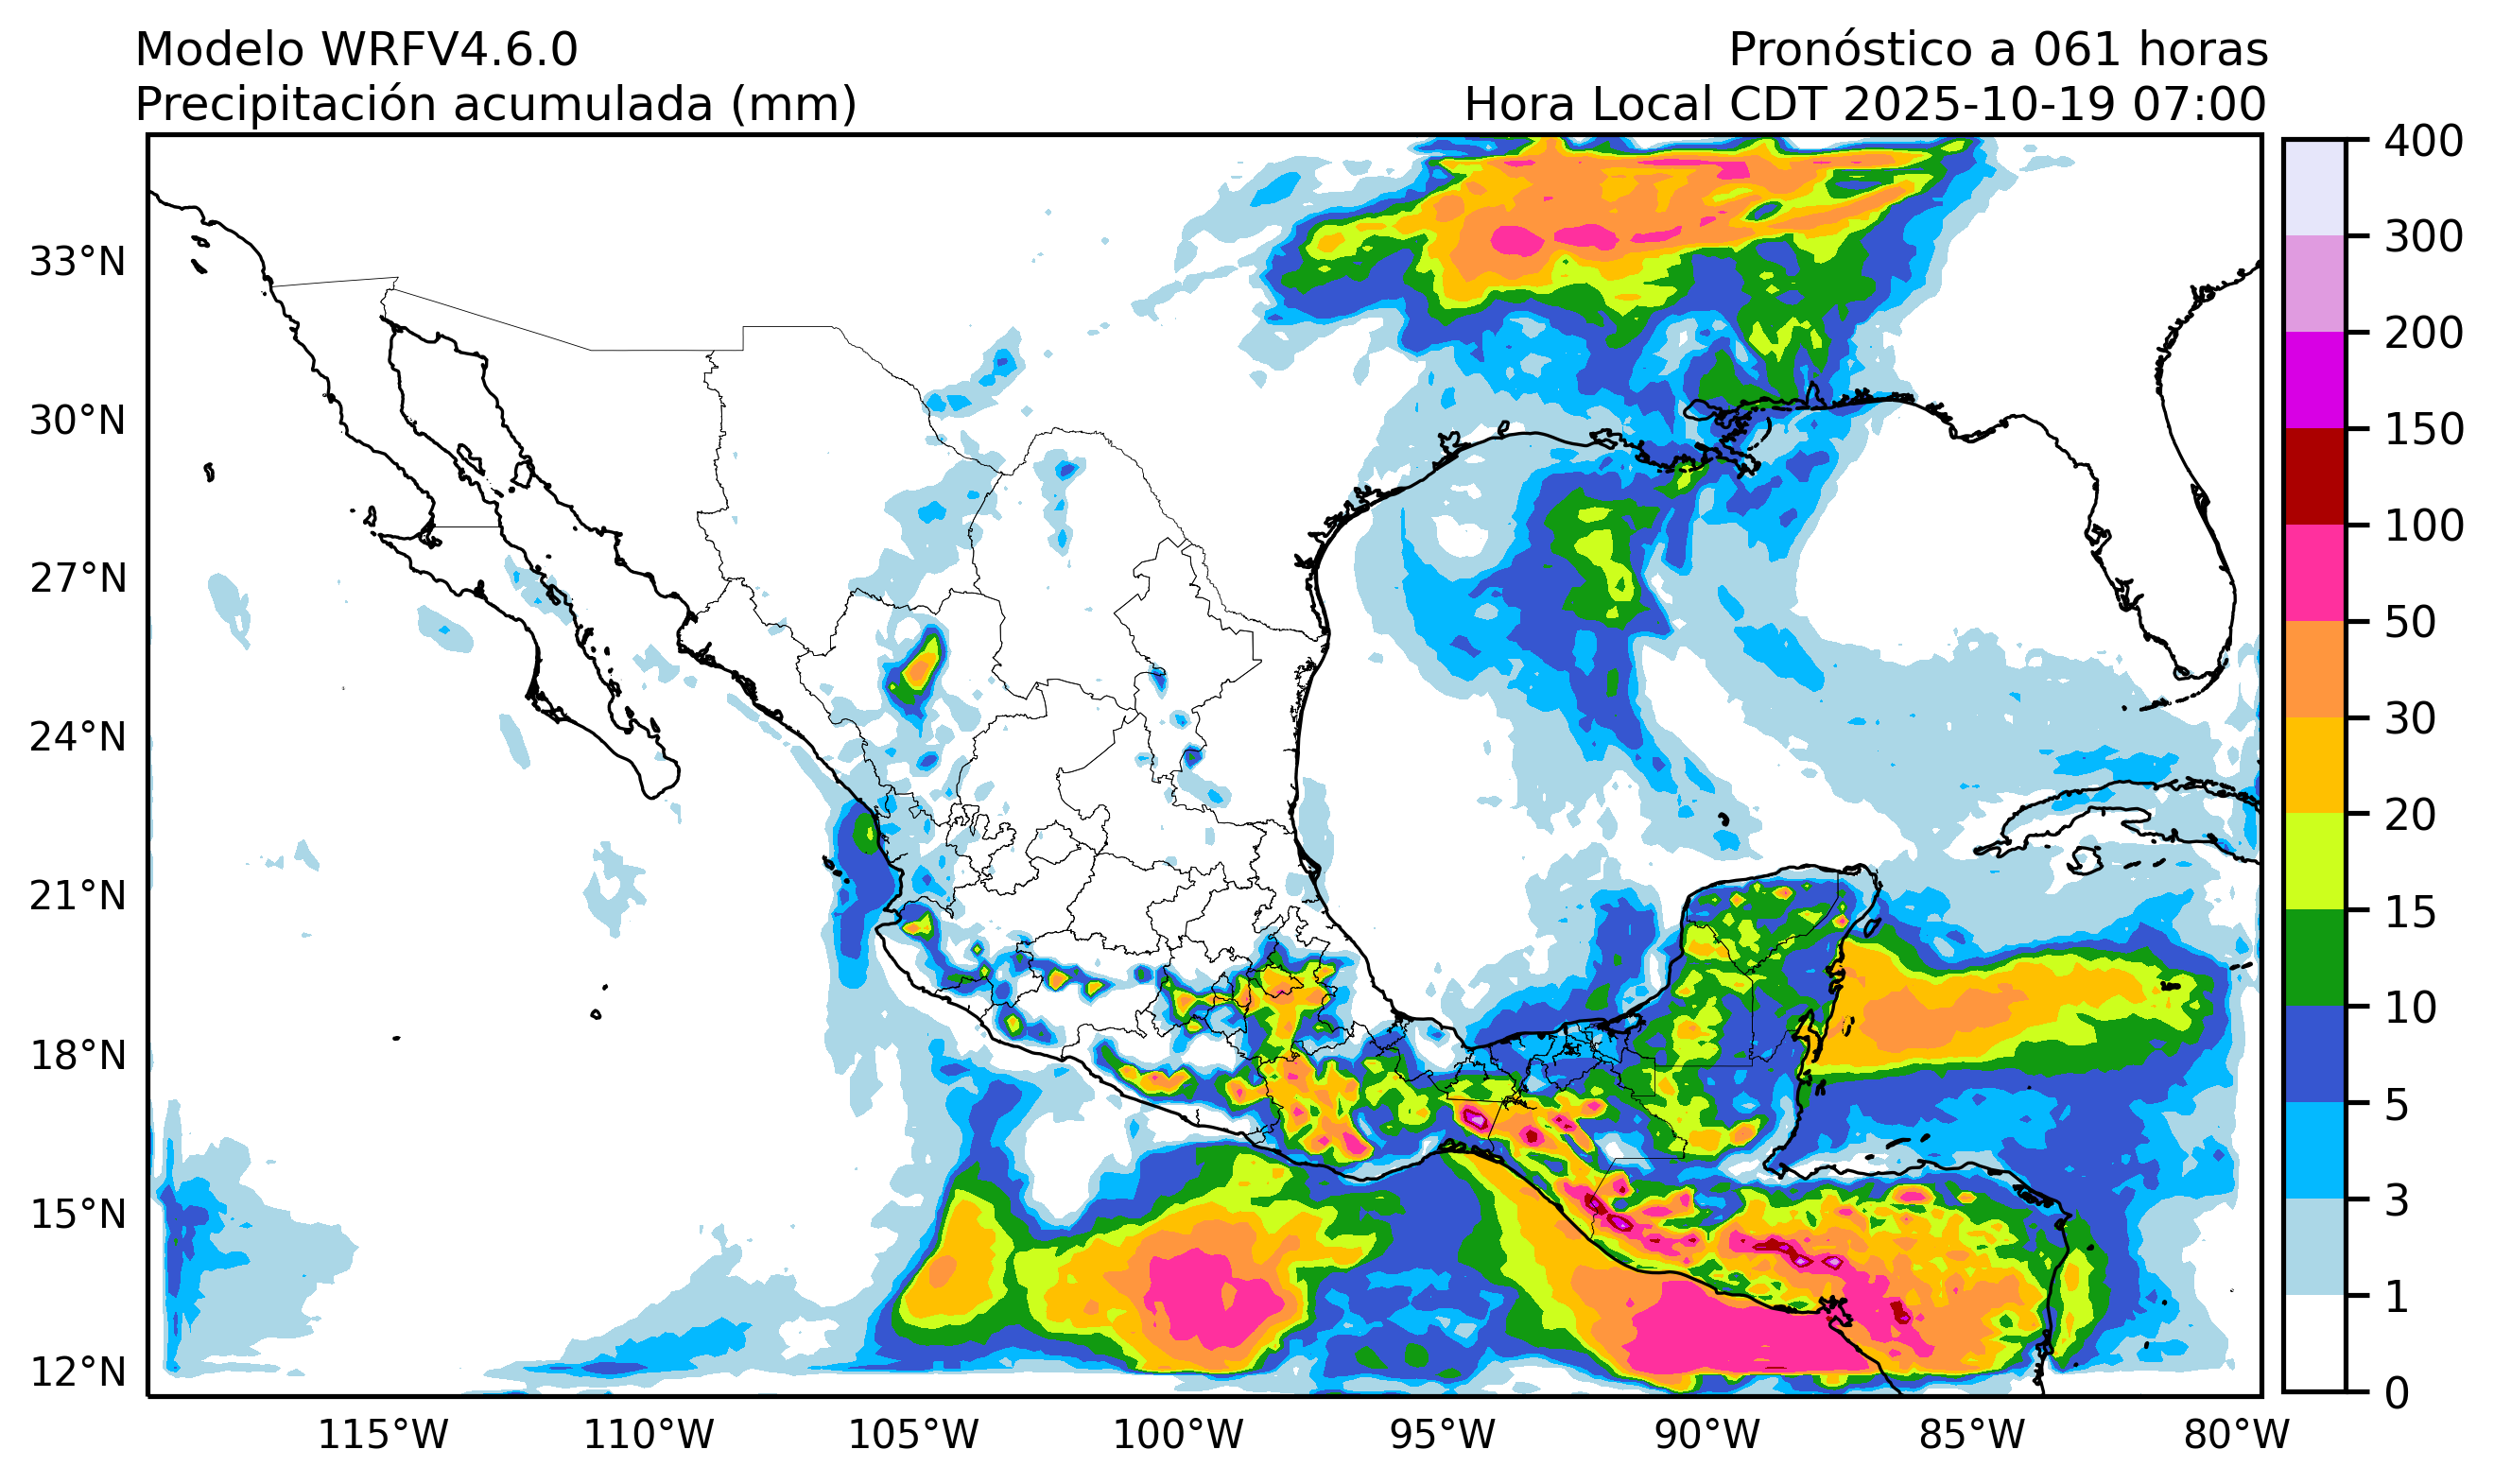 Modelo WRFV4.6.0
Pronóstico a 061 horas
Precipitación acumulada (mm)
Hora Local CDT 2025-10-19 07:00
33°N
30°N
27°N
24°N
21°N
18°N
15°N
12°N
115°W
110°W
105°W
100°W
95°W
90°W
85°W
80°W
400
300
200
150
100
50
30
20
15
10
5
3
1
0